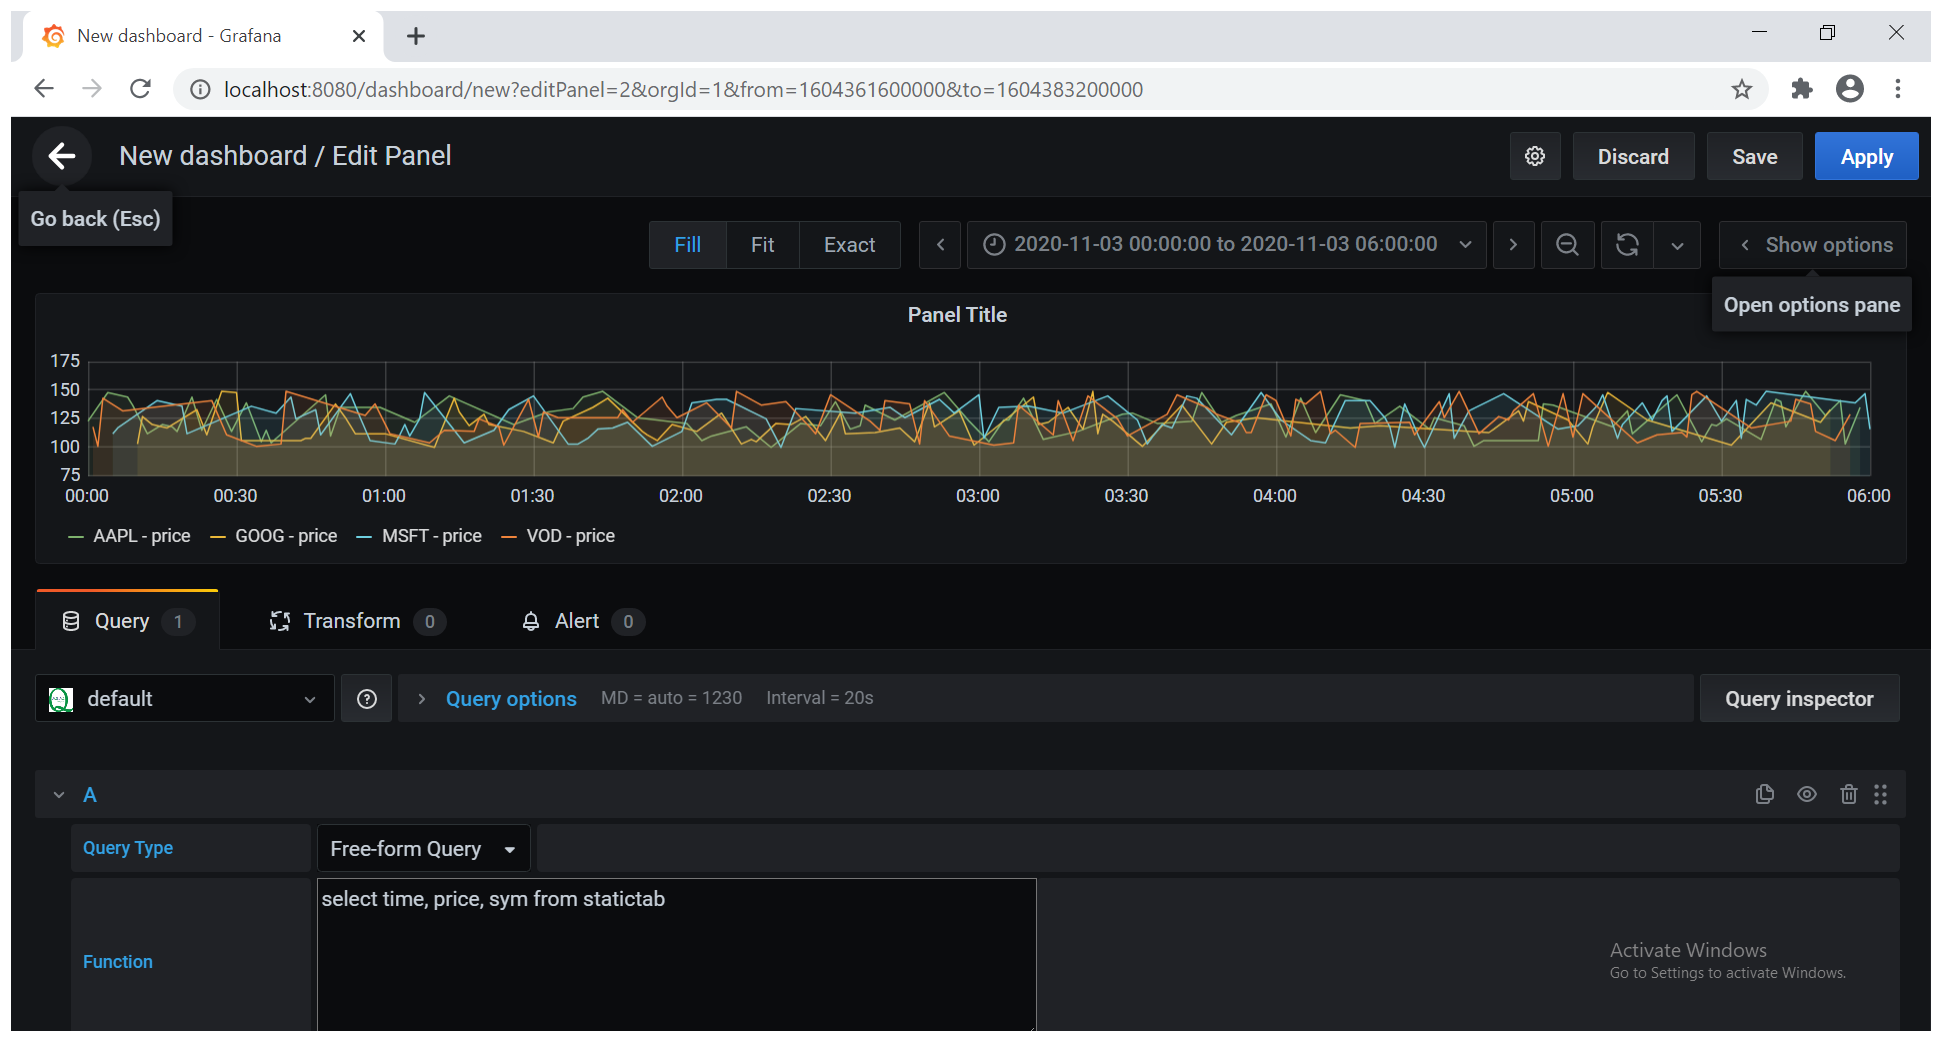 New dashboard - Grafana
localhost:8080/dashboard/new?editPanel=2&orgId=1&from=1604361600000&to=1604383200000
New dashboard / Edit Panel
Discard
Save
Apply
Go back (Esc)
Fill
Fit
Exact
2020-11-03 00:00:00 to 2020-11-03 06:00:00
Show options
Open options pane
Panel Title
175
150
125
100
75
00:00 00:30 01:00 01:30 02:00 02:30 03:00 03:30 04:00 04:30 05:00 05:30 06:00
AAPL - price GOOG - price MSFT - price VOD - price
Query 1
Transform 0
Alert 0
default
Query options MD = auto = 1230 Interval = 20s
Query inspector
A
Query Type
Free-form Query
Function
select time, price, sym from statictab
Activate Windows
Go to Settings to activate Windows.